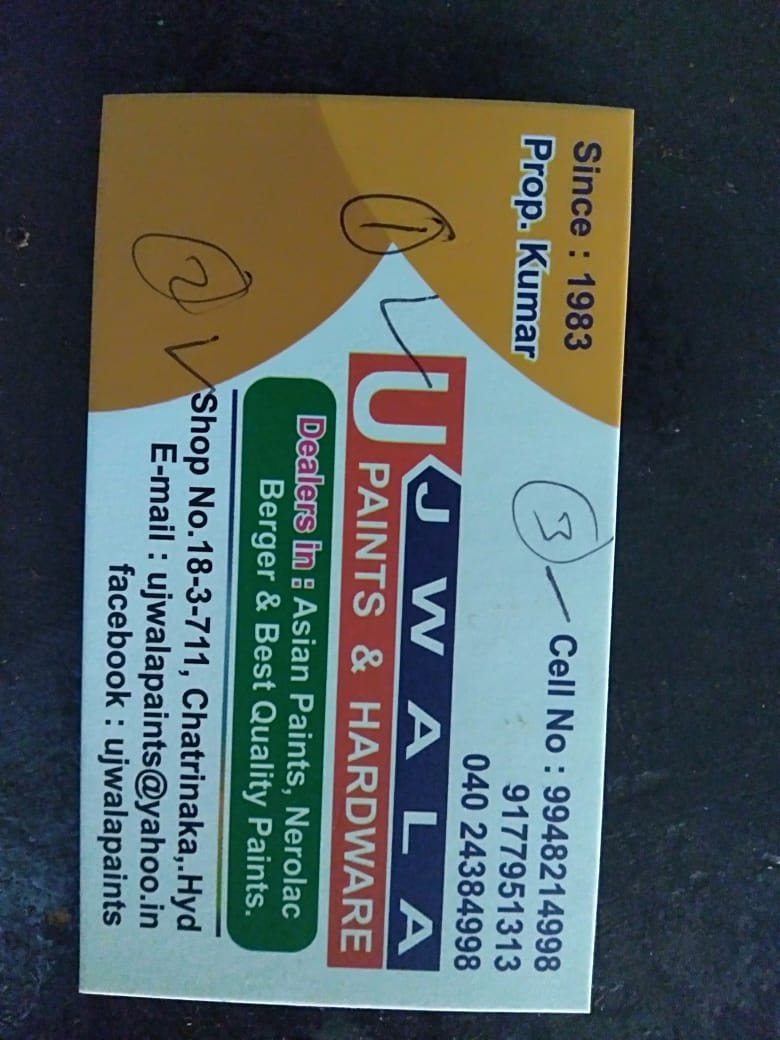 Since : 1983
Prop. Kumar
3
Cell No : 9948214998
9177951313
040 24384998
1
UJWALA
PAINTS & HARDWARE
Dealers in : Asian Paints, Nerolac
Berger & Best Quality Paints.
2
Shop No.18-3-711, Chatrinaka,.Hyd
E-mail : ujwalapaints@yahoo.in
facebook : ujwalapaints